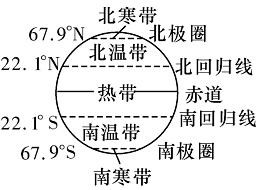 北寒带
67.9°N 北极圈
北温带
22.1°N 北回归线
热带 赤道
22.1°S 南回归线
南温带
67.9°S 南极圈
南寒带